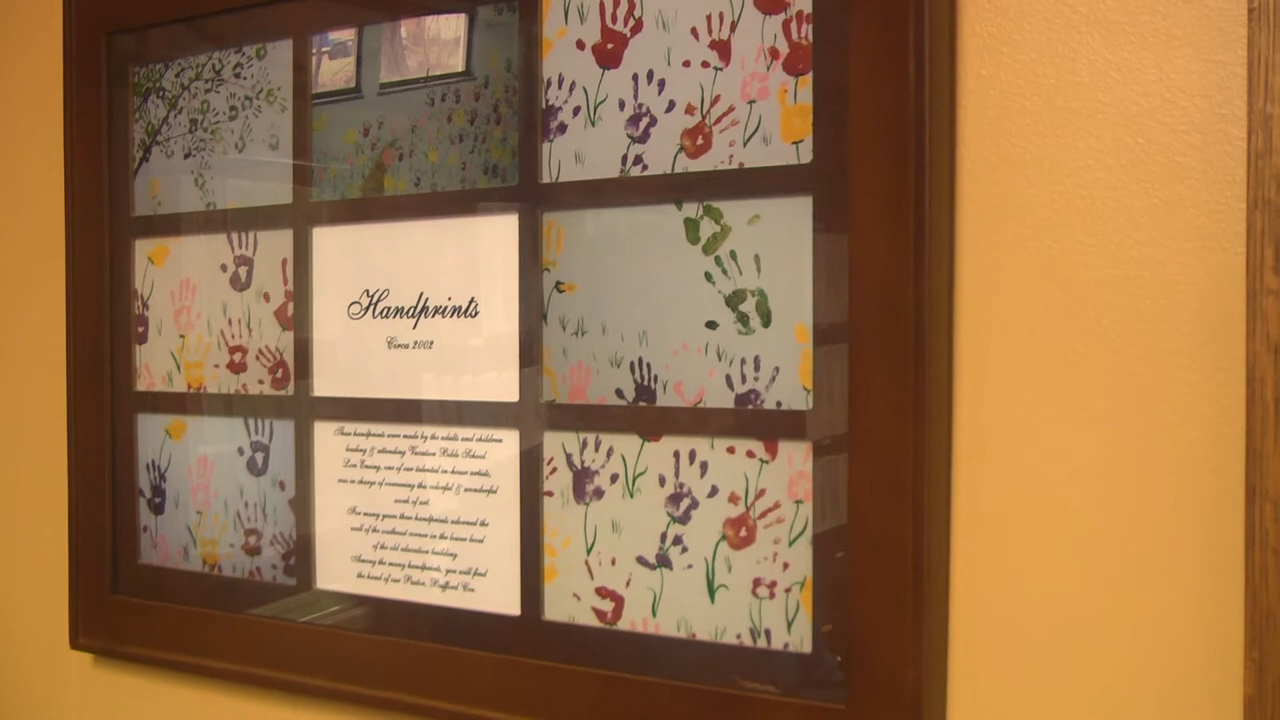 Handprints
Circa 2002
These handprints were made by the adults and children
leading & attending Vacation Bible School.
Lori Ensing, one of our talented in-house artists,
was in charge of overseeing this colorful & wonderful
work of art.
For many years these handprints adorned the
wall of the southeast corner in the lower level
of the old education building.
Among the many handprints, you will find
the hand of our Pastor, Cox.